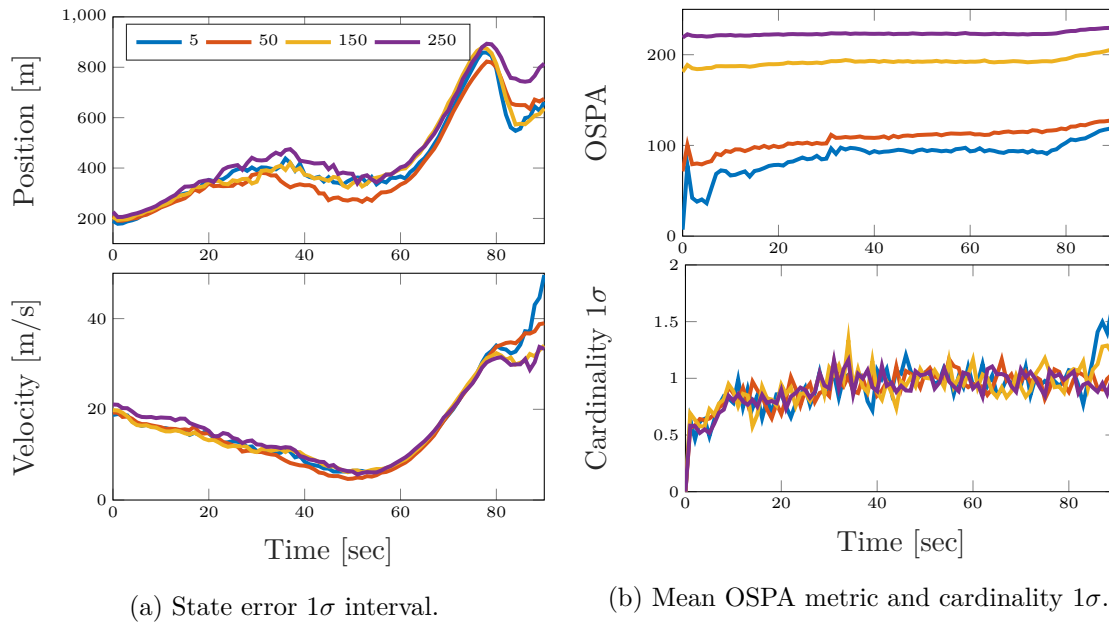 5 50 150 250
1,000
800
600
400
200
Position [m]
0 20 40 60 80
40
20
0
Velocity [m/s]
0 20 40 60 80
Time [sec]
(a) State error 1σ interval.
200
100
0
OSPA
0 20 40 60 80
2
1.5
1
0.5
0
Cardinality 1σ
0 20 40 60 80
Time [sec]
(b) Mean OSPA metric and cardinality 1σ.